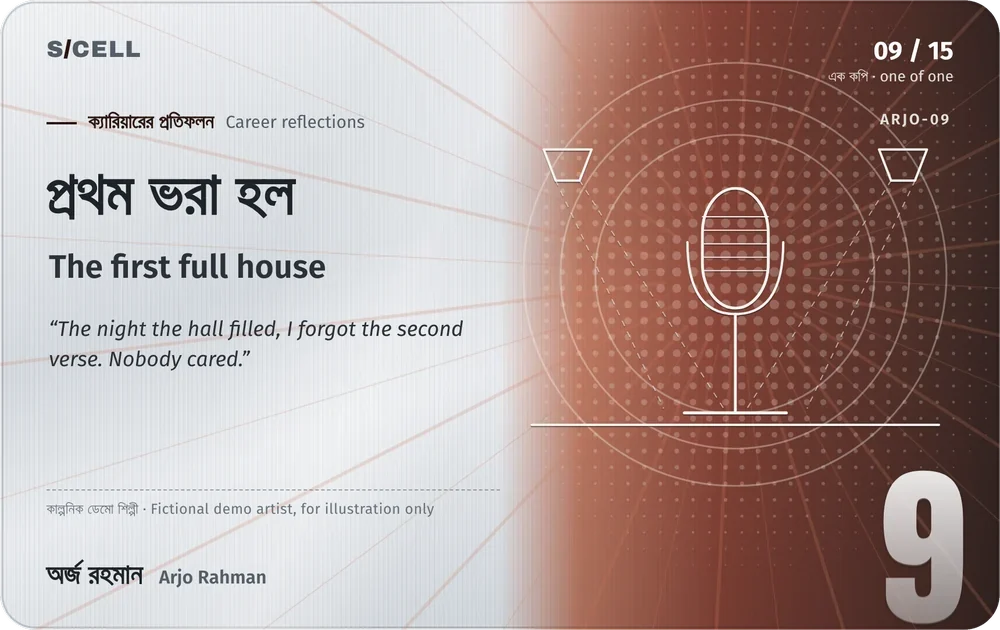 S/CELL
09 / 15
এক কপি · one of one
ARJO-09
ক্যারিয়ারের প্রতিফলন Career reflections
প্রথম ভরা হল
The first full house
“The night the hall filled, I forgot the second
verse. Nobody cared.”
কাল্পনিক ডেমো শিল্পী · Fictional demo artist, for illustration only
অর্জ রহমান Arjo Rahman
9